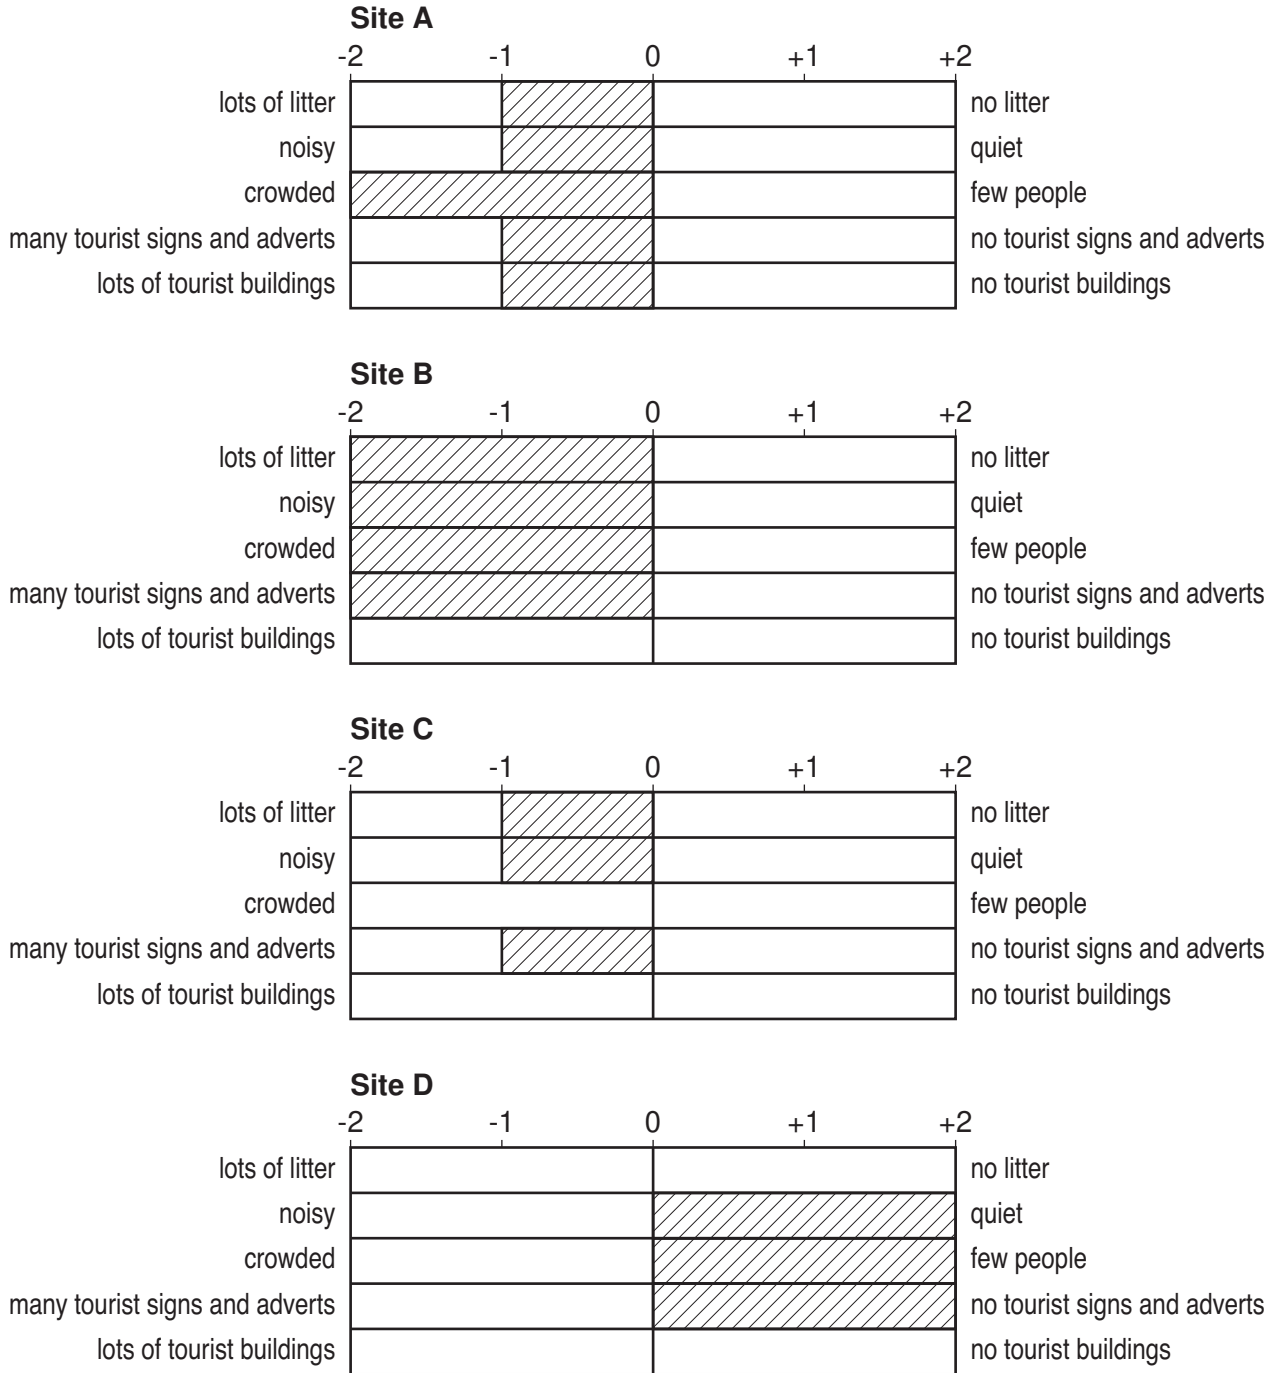 Site A
-2 -1 0 +1 +2
lots of litter no litter
noisy quiet
crowded few people
many tourist signs and adverts no tourist signs and adverts
lots of tourist buildings no tourist buildings
Site B
-2 -1 0 +1 +2
lots of litter no litter
noisy quiet
crowded few people
many tourist signs and adverts no tourist signs and adverts
lots of tourist buildings no tourist buildings
Site C
-2 -1 0 +1 +2
lots of litter no litter
noisy quiet
crowded few people
many tourist signs and adverts no tourist signs and adverts
lots of tourist buildings no tourist buildings
Site D
-2 -1 0 +1 +2
lots of litter no litter
noisy quiet
crowded few people
many tourist signs and adverts no tourist signs and adverts
lots of tourist buildings no tourist buildings